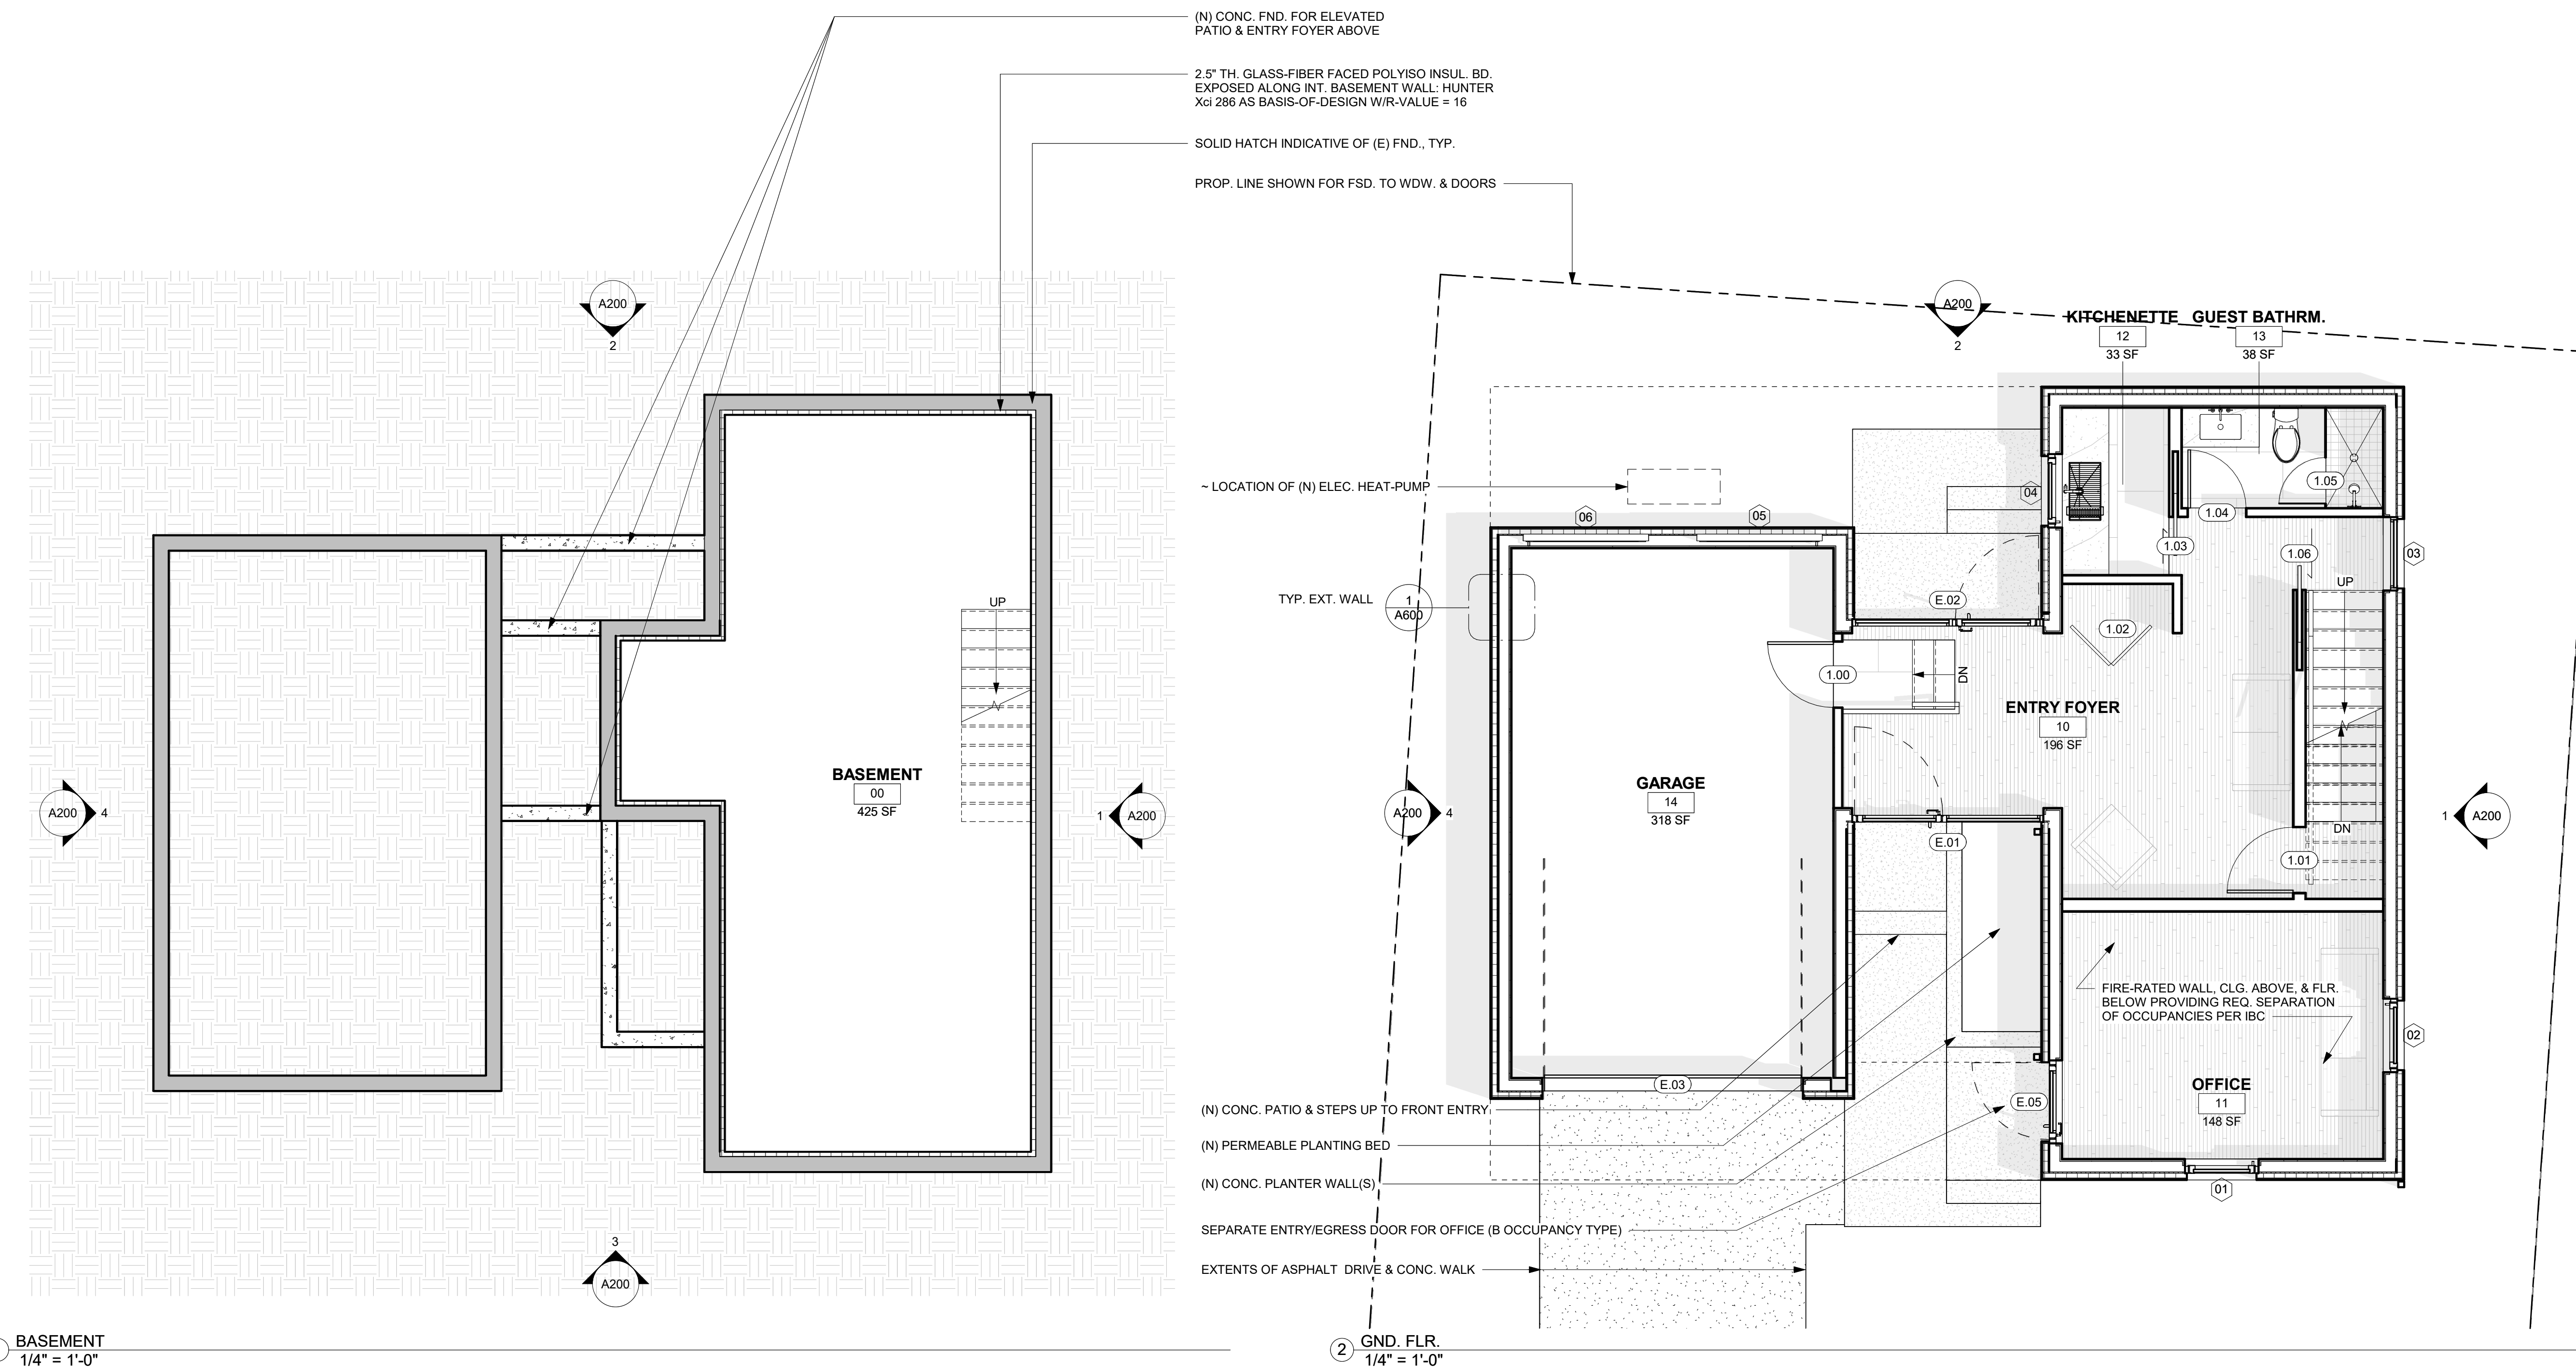 (N) CONC. FND. FOR ELEVATED
PATIO & ENTRY FOYER ABOVE
2.5" TH. GLASS-FIBER FACED POLYISO INSUL. BD.
EXPOSED ALONG INT. BASEMENT WALL: HUNTER
Xci 286 AS BASIS-OF-DESIGN W/R-VALUE = 16
SOLID HATCH INDICATIVE OF (E) FND., TYP.
PROP. LINE SHOWN FOR FSD. TO WDW. & DOORS
A200
2
UP
BASEMENT
00
425 SF
A200
4
1
A200
3
A200
BASEMENT
1/4" = 1'-0"
A200
2
KITCHENETTE
12
33 SF
GUEST BATHRM.
13
38 SF
~ LOCATION OF (N) ELEC. HEAT-PUMP
04
1.05
06
05
1.04
1.03
1.06
03
UP
TYP. EXT. WALL
1
A600
E.02
1.02
1.00
DN
ENTRY FOYER
10
196 SF
GARAGE
14
318 SF
A200
4
1
A200
DN
E.01
1.01
FIRE-RATED WALL, CLG. ABOVE, & FLR.
BELOW PROVIDING REQ. SEPARATION
OF OCCUPANCIES PER IBC
02
E.03
OFFICE
11
148 SF
E.05
01
(N) CONC. PATIO & STEPS UP TO FRONT ENTRY
(N) PERMEABLE PLANTING BED
(N) CONC. PLANTER WALL(S)
SEPARATE ENTRY/EGRESS DOOR FOR OFFICE (B OCCUPANCY TYPE)
EXTENTS OF ASPHALT DRIVE & CONC. WALK
2
GND. FLR.
1/4" = 1'-0"